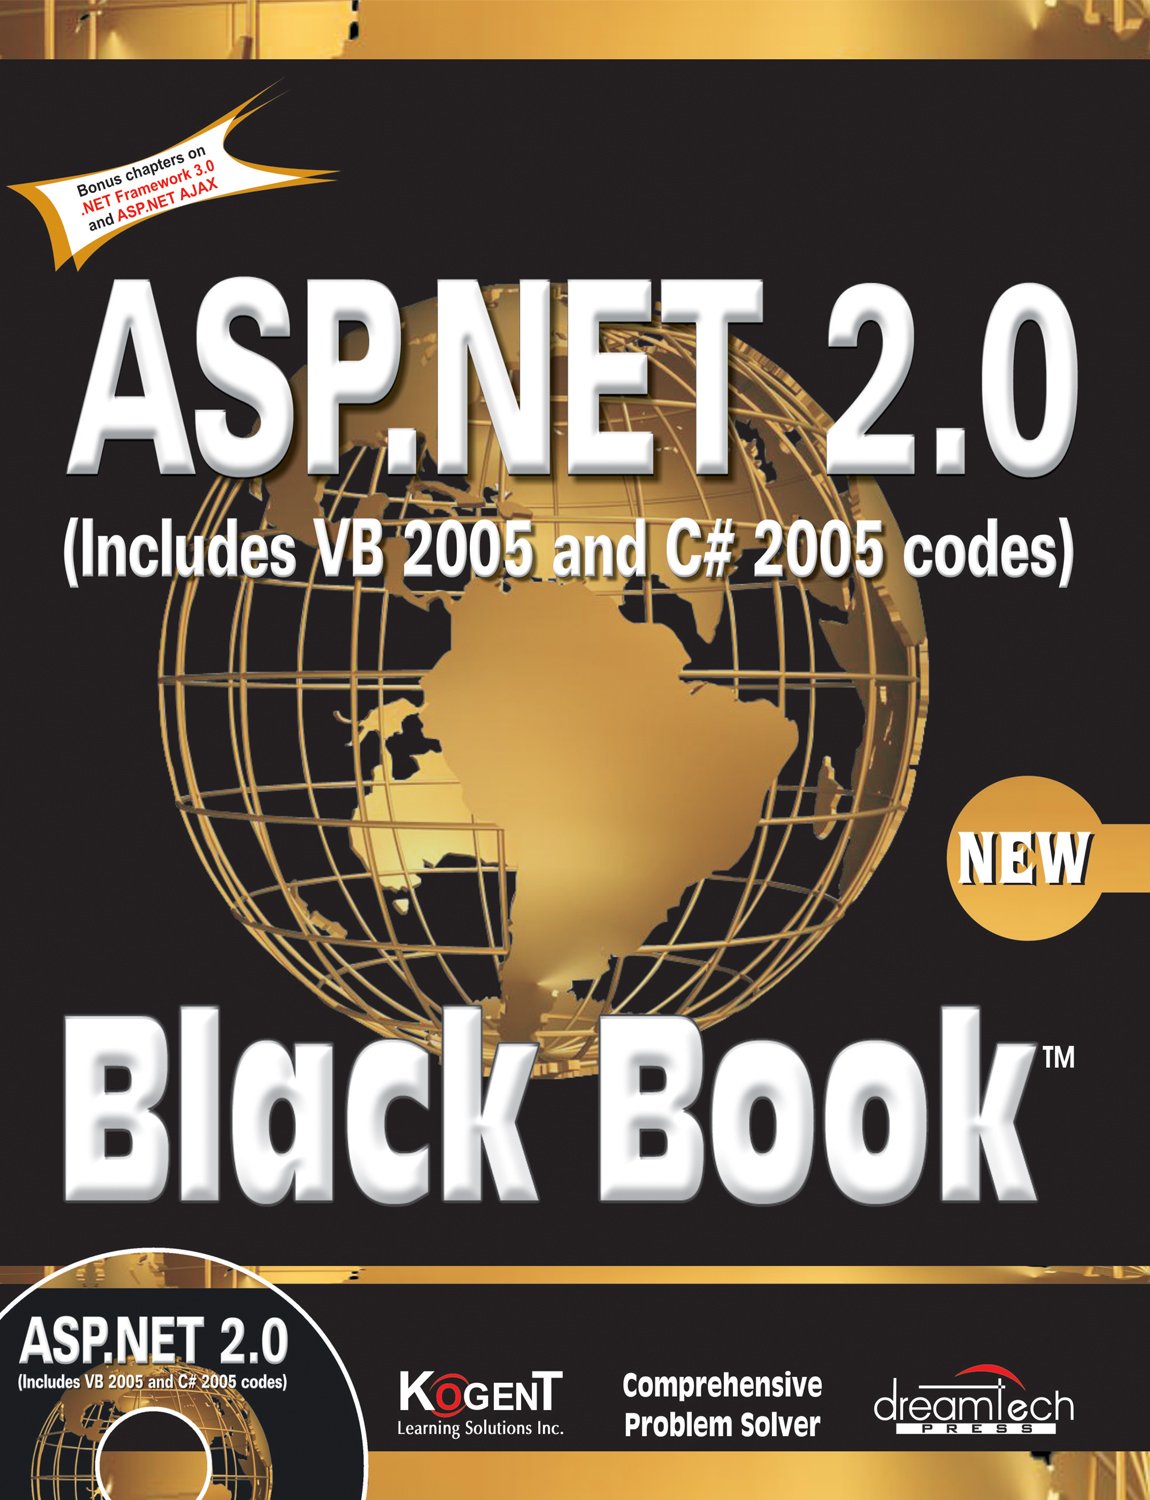 Bonus chapters on
.NET Framework 3.0
and ASP.NET AJAX
ASP.NET 2.0
(Includes VB 2005 and C# 2005 codes)
NEW
Black Book™
ASP.NET 2.0
(Includes VB 2005 and C# 2005 codes)
KOGENT
Learning Solutions Inc.
Comprehensive
Problem Solver
dreamtech
PRESS